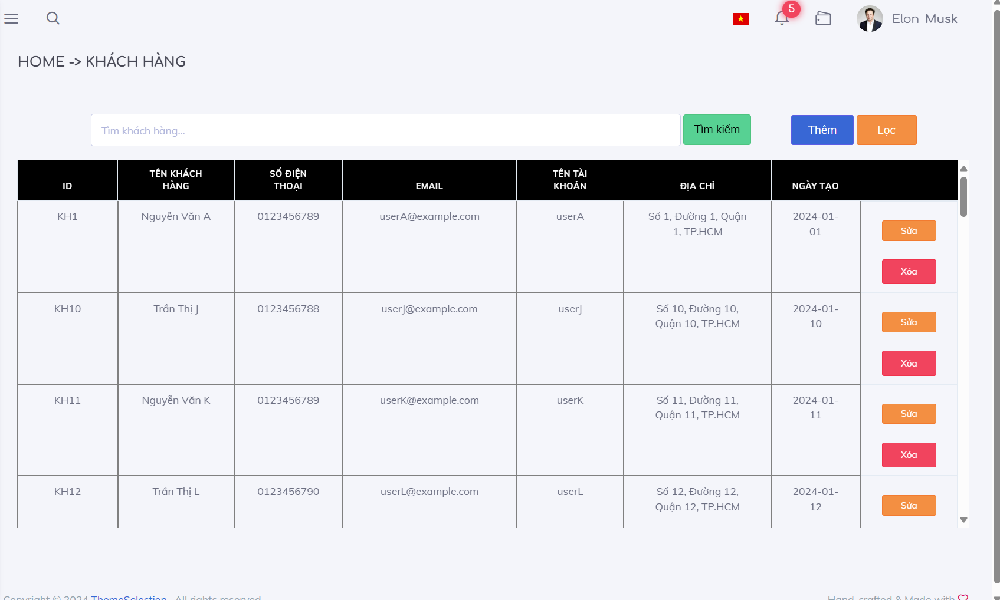 5
Elon Musk
HOME -> KHÁCH HÀNG
Tìm khách hàng...
Tìm kiếm
Thêm
Lọc
ID
TÊN KHÁCH
HÀNG
SỐ ĐIỆN
THOẠI
EMAIL
TÊN TÀI
KHOẢN
ĐỊA CHỈ
NGÀY TẠO
KH1
Nguyễn Văn A
0123456789
userA@example.com
userA
Số 1, Đường 1, Quận
1, TP.HCM
2024-01-
01
Sửa
Xóa
KH10
Trần Thị J
0123456788
userJ@example.com
userJ
Số 10, Đường 10,
Quận 10, TP.HCM
2024-01-
10
Sửa
Xóa
KH11
Nguyễn Văn K
0123456789
userK@example.com
userK
Số 11, Đường 11,
Quận 11, TP.HCM
2024-01-
11
Sửa
Xóa
KH12
Trần Thị L
0123456790
userL@example.com
userL
Số 12, Đường 12,
Quận 12, TP.HCM
2024-01-
12
Sửa
Copyright © 2024 ThemeSelection All rights reserved
Hand-crafted & Made with